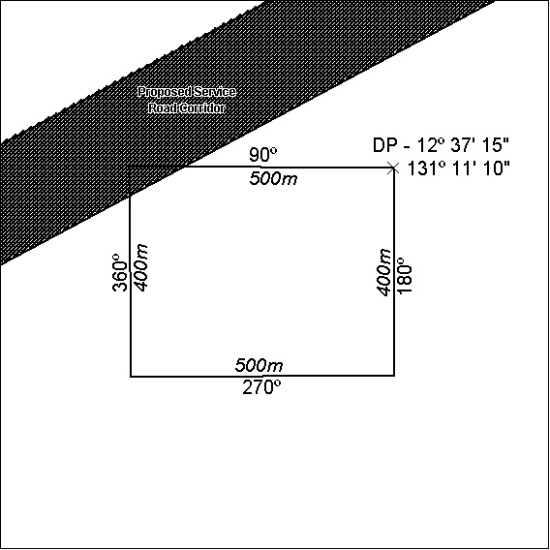 Proposed Service
Road Corridor
DP - 12º 37' 15"
131º 11' 10"
90º
500m
360º
400m
400m
180º
500m
270º